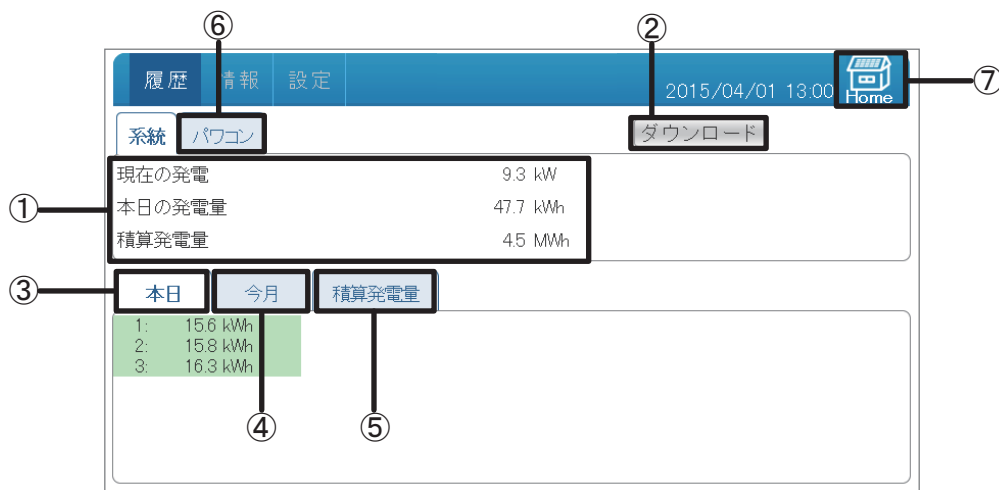 ⑥ ②
履歴 情報 設定 2015/04/01 13:00 Home ⑦
系統 パワコン ダウンロード
① 現在の発電 9.3 kW
本日の発電量 47.7 kWh
積算発電量 4.5 MWh
③ 本日 今月 積算発電量
1: 15.6 kWh
2: 15.8 kWh
3: 16.3 kWh
④ ⑤